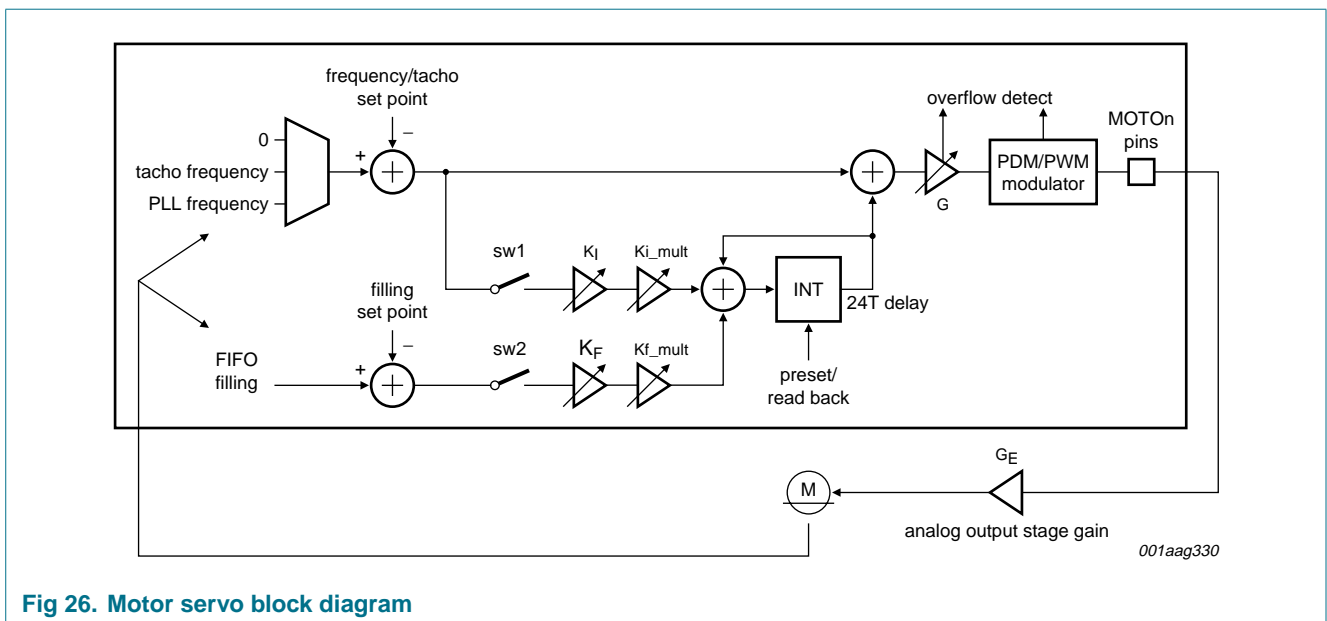 frequency/tacho
set point
overflow detect
MOTOn
pins
0
–
+
tacho frequency
+
+
G
PDM/PWM
modulator
PLL frequency
sw1
KI
Ki_mult
+
INT
24T delay
filling
set point
–
sw2
KF
Kf_mult
FIFO
filling
+
+
preset/
read back
GE
M
analog output stage gain
001aag330
Fig 26. Motor servo block diagram